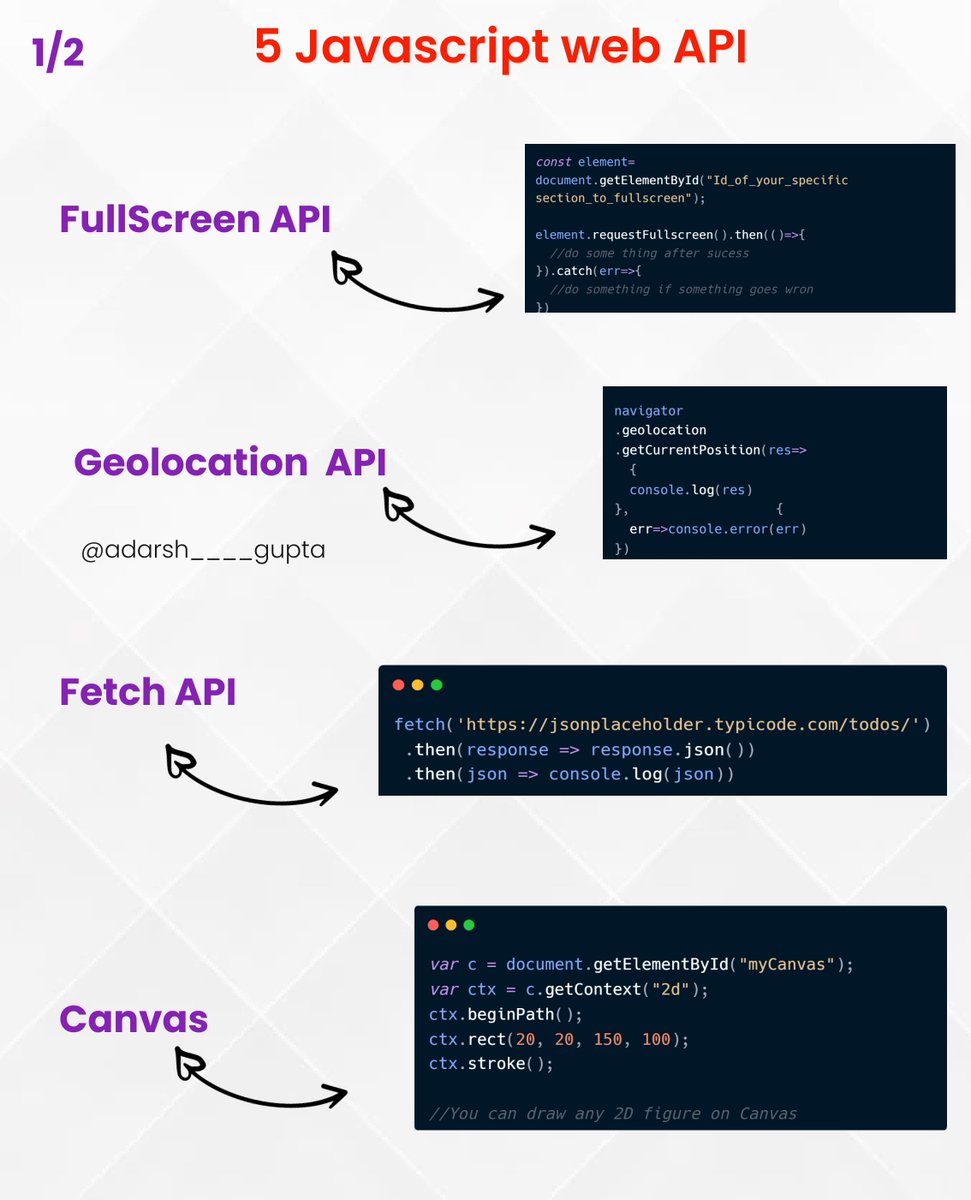 1/2
5 Javascript web API
FullScreen API
const element=
document.getElementById("Id_of_your_specific
section_to_fullscreen");
element.requestFullscreen().then(()=>{
//do some thing after sucess
}).catch(err=>{
//do something if something goes wron
})
Geolocation API
@adarsh____gupta
navigator
.geolocation
.getCurrentPosition(res=>
{
console.log(res)
}, {
err=>console.error(err)
})
Fetch API
fetch('https://jsonplaceholder.typicode.com/todos/')
.then(response => response.json())
.then(json => console.log(json))
Canvas
var c = document.getElementById("myCanvas");
var ctx = c.getContext("2d");
ctx.beginPath();
ctx.rect(20, 20, 150, 100);
ctx.stroke();
//You can draw any 2D figure on Canvas